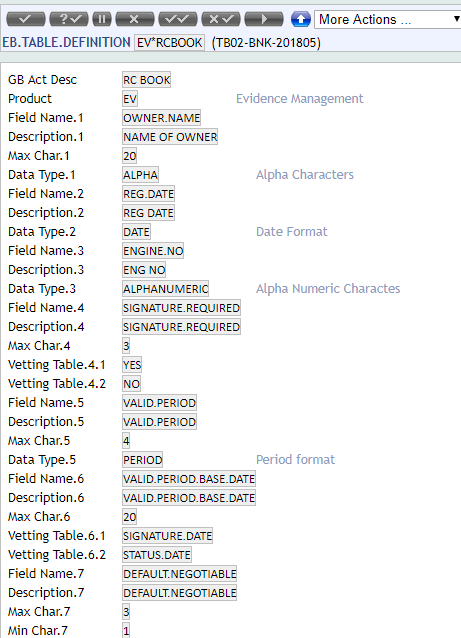 More Actions ...
EB.TABLE.DEFINITION EV*RCBOOK (TB02-BNK-201805)
GB Act Desc RC BOOK
Product EV Evidence Management
Field Name.1 OWNER.NAME
Description.1 NAME OF OWNER
Max Char.1 20
Data Type.1 ALPHA Alpha Characters
Field Name.2 REG.DATE
Description.2 REG DATE
Data Type.2 DATE Date Format
Field Name.3 ENGINE.NO
Description.3 ENG NO
Data Type.3 ALPHANUMERIC Alpha Numeric Charactes
Field Name.4 SIGNATURE.REQUIRED
Description.4 SIGNATURE.REQUIRED
Max Char.4 3
Vetting Table.4.1 YES
Vetting Table.4.2 NO
Field Name.5 VALID.PERIOD
Description.5 VALID.PERIOD
Max Char.5 4
Data Type.5 PERIOD Period format
Field Name.6 VALID.PERIOD.BASE.DATE
Description.6 VALID.PERIOD.BASE.DATE
Max Char.6 20
Vetting Table.6.1 SIGNATURE.DATE
Vetting Table.6.2 STATUS.DATE
Field Name.7 DEFAULT.NEGOTIABLE
Description.7 DEFAULT.NEGOTIABLE
Max Char.7 3
Min Char.7 1